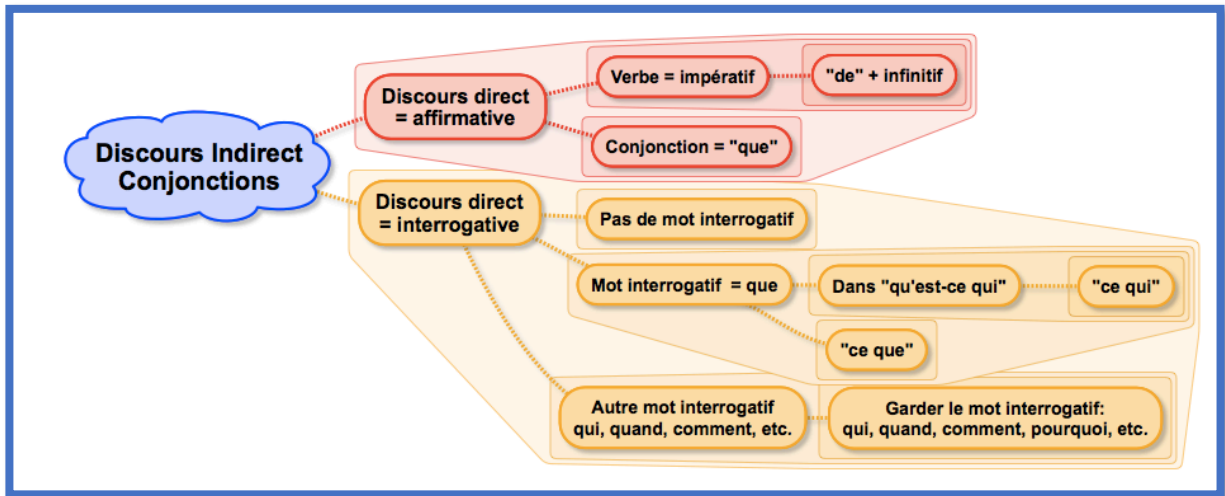 Discours Indirect
Conjonctions
Discours direct
= affirmative
Verbe = impératif
"de" + infinitif
Conjonction = "que"
Discours direct
= interrogative
Pas de mot interrogatif
Mot interrogatif = que
Dans "qu'est-ce qui"
"ce qui"
"ce que"
Autre mot interrogatif
qui, quand, comment, etc.
Garder le mot interrogatif:
qui, quand, comment, pourquoi, etc.